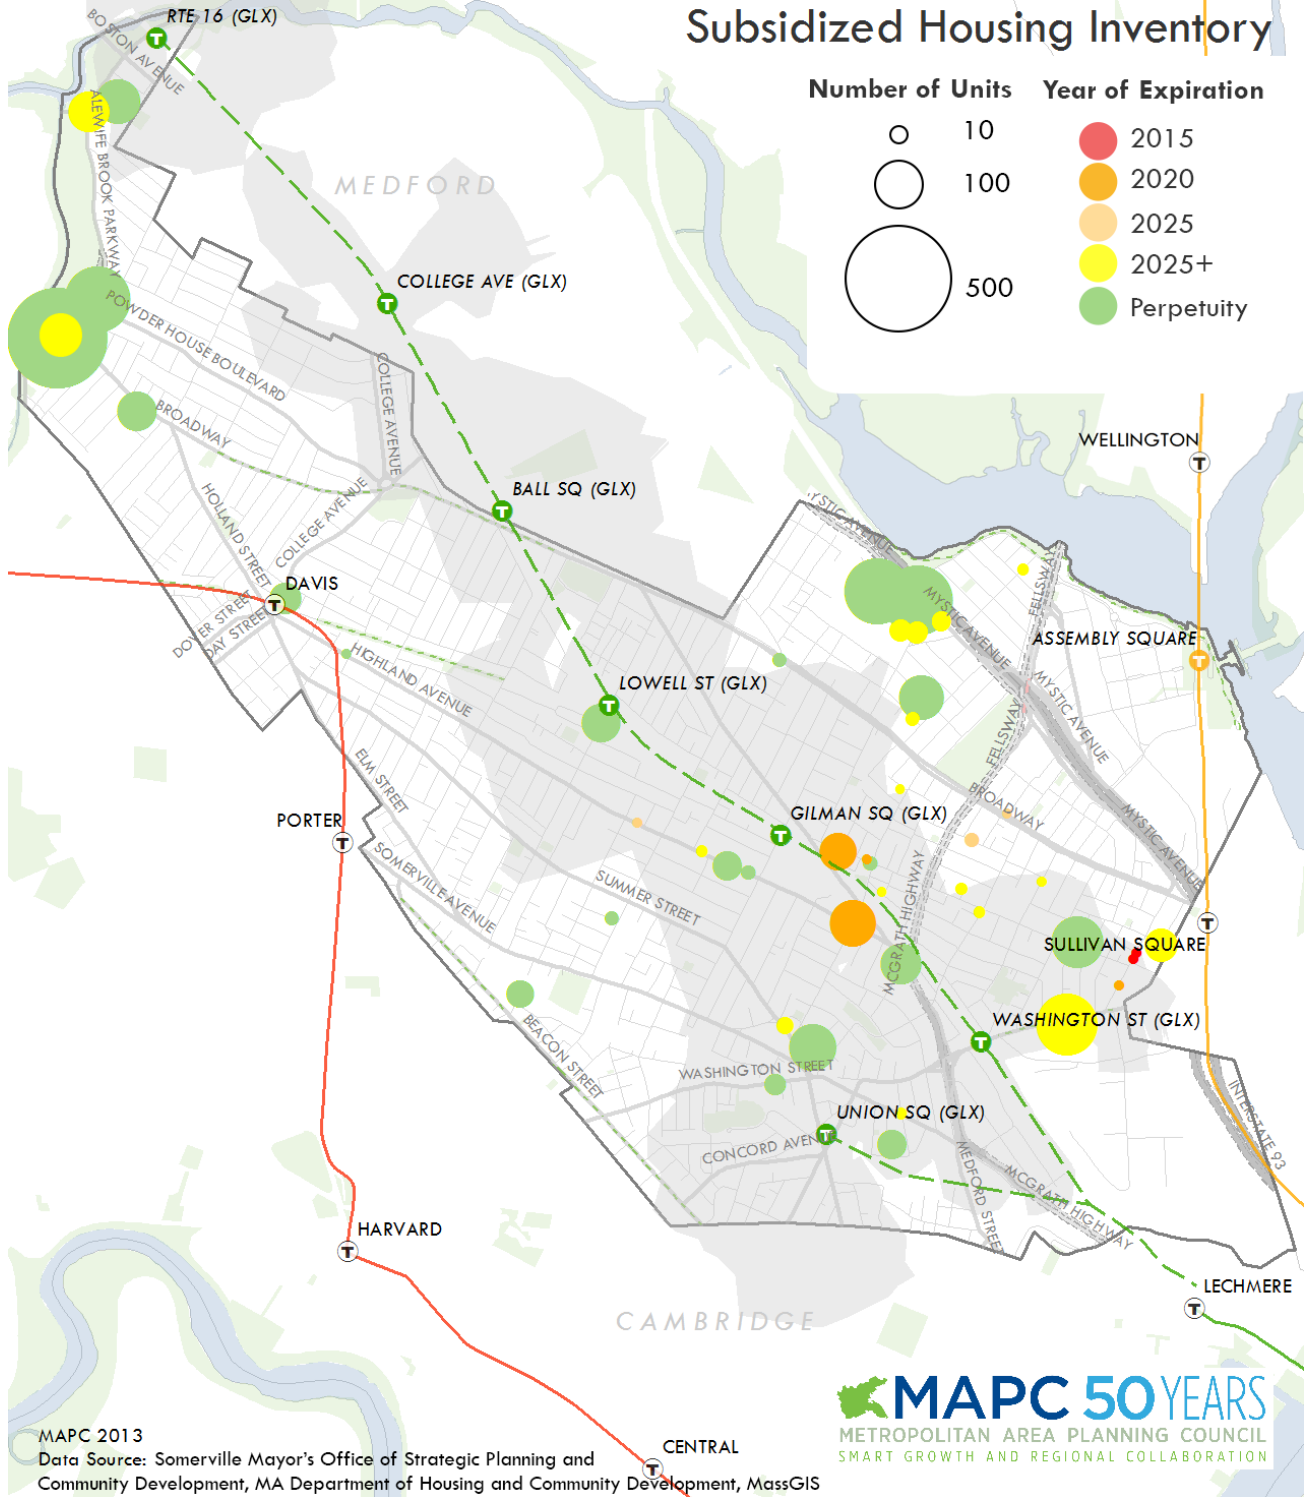 Subsidized Housing Inventory
Number of Units
10
100
500
Year of Expiration
2015
2020
2025
2025+
Perpetuity
RTE 16 (GLX)
BOSTON AVENUE
ALEWIFE BROOK PARKWAY
MEDFORD
COLLEGE AVE (GLX)
POWDER HOUSE BOULEVARD
COLLEGE AVENUE
BROADWAY
WELLINGTON
T
BALL SQ (GLX)
HOLLAND STREET
COLLEGE AVENUE
MYSTIC AVENUE
FELLSWAY
DAVIS
DOVER STREET
DAY STREET
MYSTIC AVENUE
ASSEMBLY SQUARE
HIGHLAND AVENUE
LOWELL ST (GLX)
MYSTIC AVENUE
FELLSWAY
ELM STREET
BROADWAY
GILMAN SQ (GLX)
MYSTIC AVENUE
PORTER
SOMERVILLE AVENUE
SUMMER STREET
MCGRATH HIGHWAY
SULLIVAN SQUARE
BEACON STREET
WASHINGTON ST (GLX)
WASHINGTON STREET
UNION SQ (GLX)
INTERSTATE 93
CONCORD AVENUE
MEDFORD STREET
MCGRATH HIGHWAY
HARVARD
LECHMERE
CAMBRIDGE
CENTRAL
MAPC 50 YEARS
METROPOLITAN AREA PLANNING COUNCIL
SMART GROWTH AND REGIONAL COLLABORATION
MAPC 2013
Data Source: Somerville Mayor's Office of Strategic Planning and
Community Development, MA Department of Housing and Community Development, MassGIS